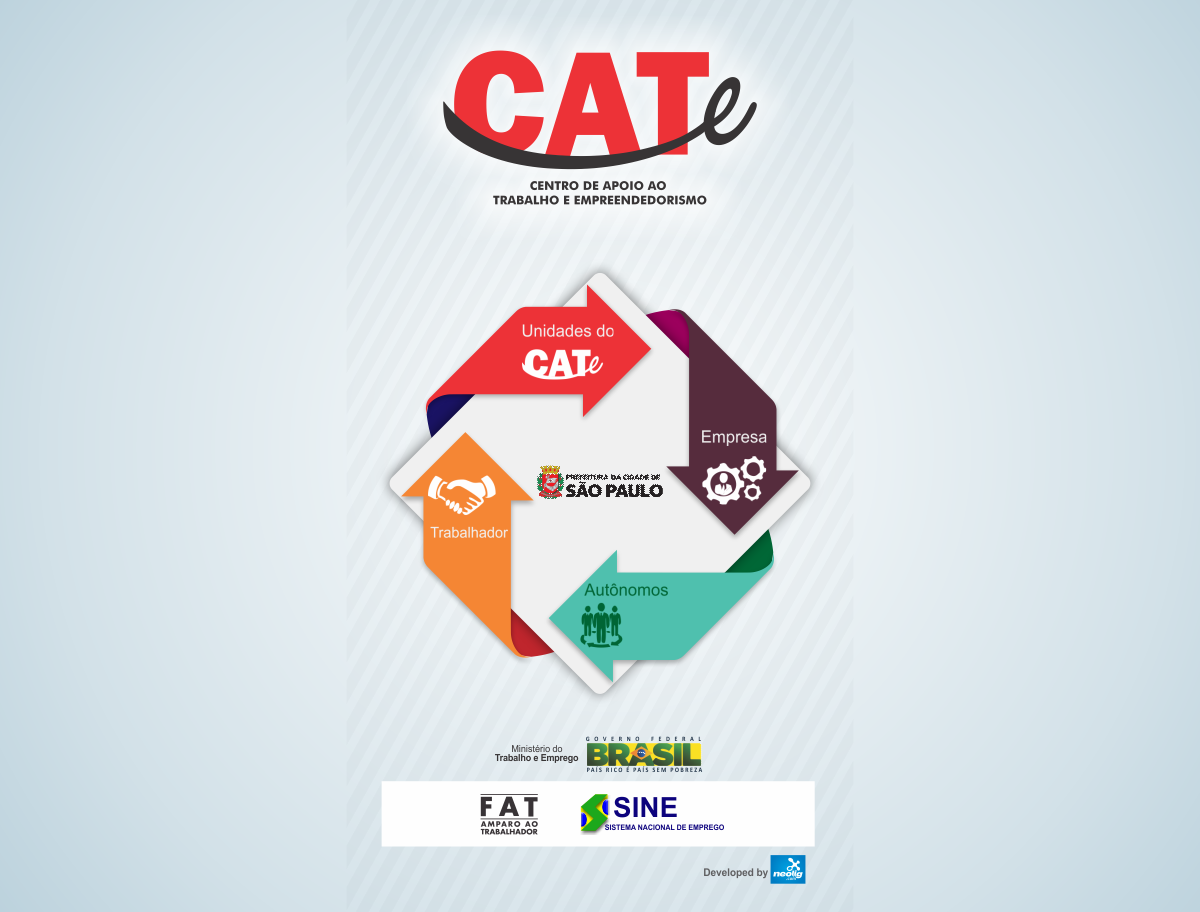 CATe
CENTRO DE APOIO AO
TRABALHO E EMPREENDEDORISMO
Unidades do
CATe
Empresa
PREFEITURA DA CIDADE DE
SÃO PAULO
Trabalhador
Autônomos
Ministério do
Trabalho e Emprego
GOVERNO FEDERAL
BRASIL
PAÍS RICO É PAÍS SEM POBREZA
FAT
AMPARO AO
TRABALHADOR
SINE
SISTEMA NACIONAL DE EMPREGO
Developed by
neolig